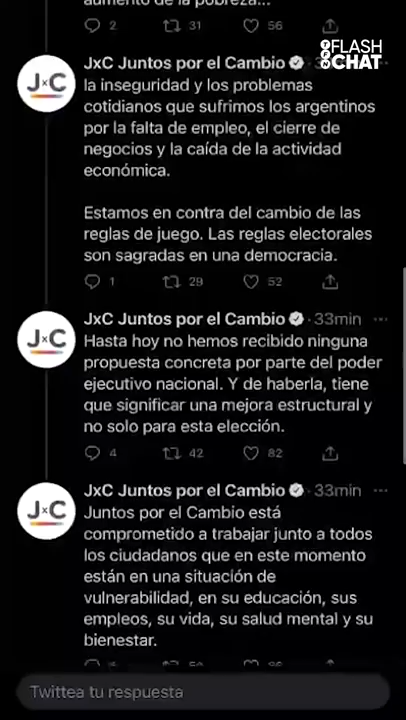 aumento de la pobreza...
2 31 56
FLASH
CHAT
JxC Juntos por el Cambio
JxC
la inseguridad y los problemas
cotidianos que sufrimos los argentinos
por la falta de empleo, el cierre de
negocios y la caída de la actividad
económica.
Estamos en contra del cambio de las
reglas de juego. Las reglas electorales
son sagradas en una democracia.
1 29 52
JxC Juntos por el Cambio · 33min ...
JxC
Hasta hoy no hemos recibido ninguna
propuesta concreta por parte del poder
ejecutivo nacional. Y de haberla, tiene
que significar una mejora estructural y
no solo para esta elección.
4 42 82
JxC Juntos por el Cambio · 33min ...
JxC
Juntos por el Cambio está
comprometido a trabajar junto a todos
los ciudadanos que en este momento
están en una situación de
vulnerabilidad, en su educación, sus
empleos, su vida, su salud mental y su
bienestar.
Twittea tu respuesta